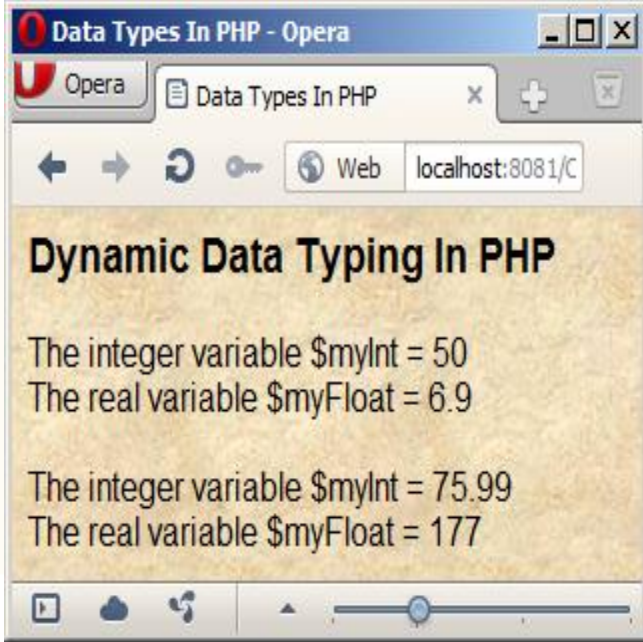 Data Types In PHP - Opera
Opera
Data Types In PHP
Web
localhost:8081/C
Dynamic Data Typing In PHP
The integer variable $myInt = 50
The real variable $myFloat = 6.9
The integer variable $myInt = 75.99
The real variable $myFloat = 177